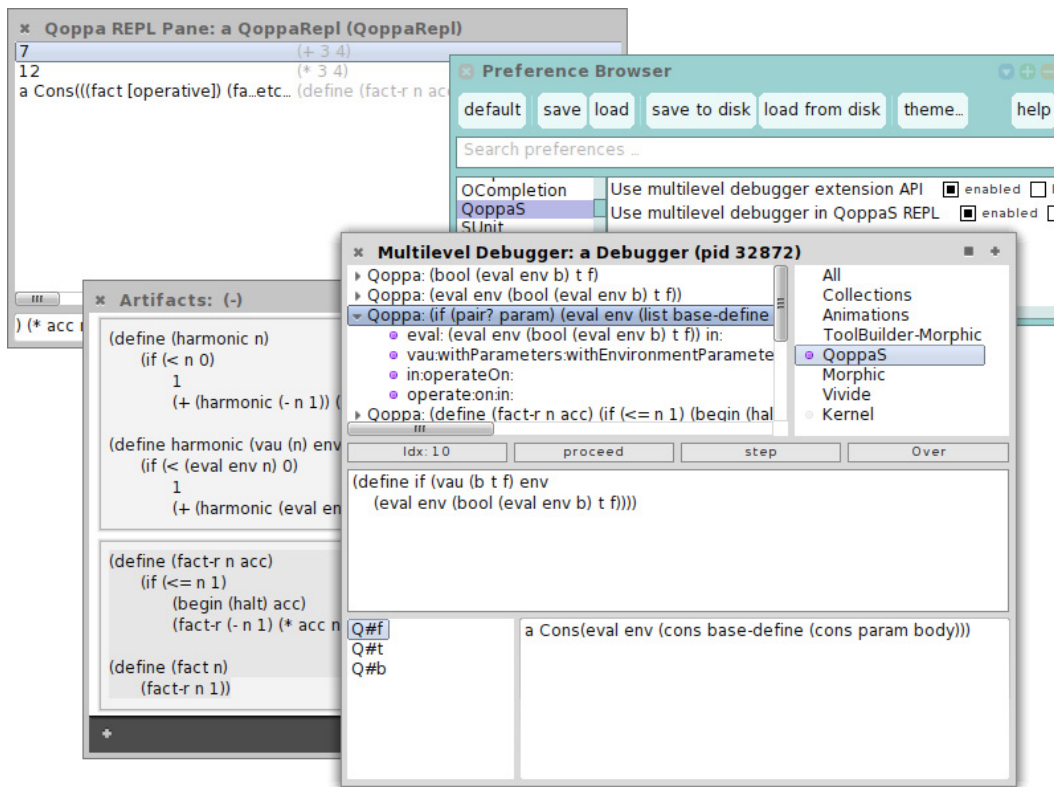 Qoppa REPL Pane: a QoppaRepl (QoppaRepl)
7 (+ 3 4)
12 (* 3 4)
a Cons(((fact [operative]) (fa…etc… (define (fact-r n acc
) (* acc
Preference Browser
default save load save to disk load from disk theme… help
Search preferences …
OCompletion
QoppaS
SUnit
Use multilevel debugger extension API enabled
Use multilevel debugger in QoppaS REPL enabled
Artifacts: (-)
(define (harmonic n)
(if (< n 0)
1
(+ (harmonic (- n 1)) (
(define harmonic (vau (n) env
(if (< (eval env n) 0)
1
(+ (harmonic (eval en
(define (fact-r n acc)
(if (<= n 1)
(begin (halt) acc)
(fact-r (- n 1) (* acc n
(define (fact n)
(fact-r n 1))
Multilevel Debugger: a Debugger (pid 32872)
Qoppa: (bool (eval env b) t f)
Qoppa: (eval env (bool (eval env b) t f))
Qoppa: (if (pair? param) (eval env (list base-define
eval: (eval env (bool (eval env b) t f)) in:
vau:withParameters:withEnvironmentParamete
in:operateOn:
operate:on:in:
Qoppa: (define (fact-r n acc) (if (<= n 1) (begin (hal
All
Collections
Animations
ToolBuilder-Morphic
QoppaS
Morphic
Vivide
Kernel
Idx: 10 proceed step Over
(define if (vau (b t f) env
(eval env (bool (eval env b) t f))))
Q#f
Q#t
Q#b
a Cons(eval env (cons base-define (cons param body)))